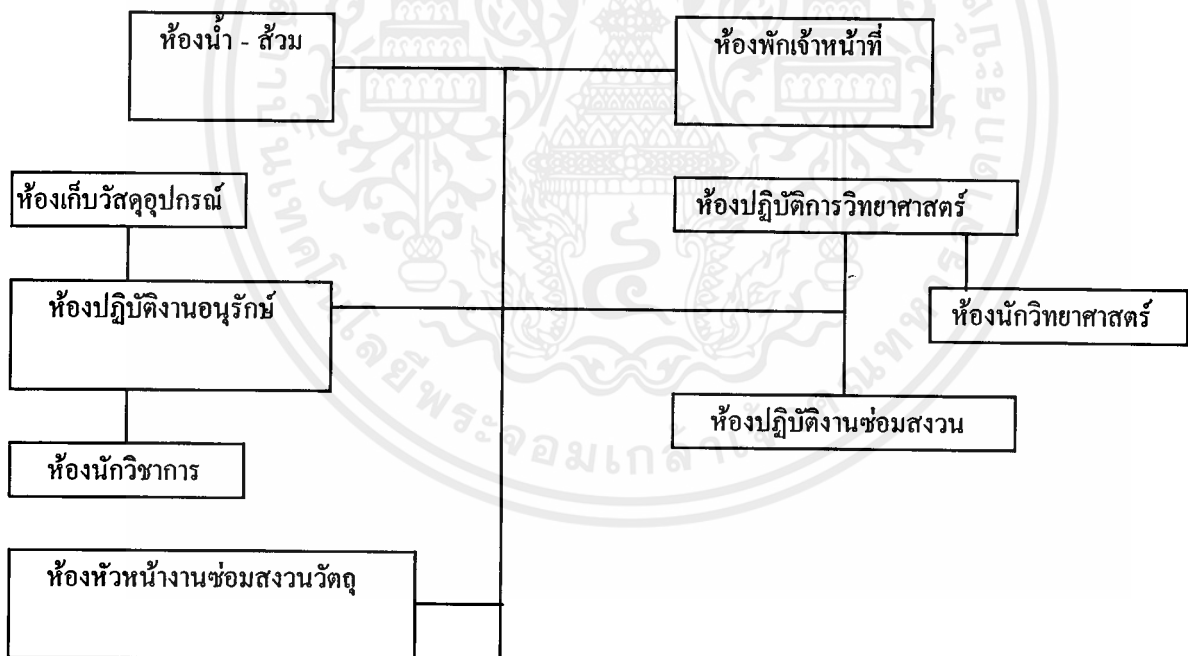 ห้องน้ำ - ส้วม
ห้องพักเจ้าหน้าที่
ห้องเก็บวัสดุอุปกรณ์
ห้องปฏิบัติการวิทยาศาสตร์
ห้องปฏิบัติงานอนุรักษ์
ห้องนักวิทยาศาสตร์
ห้องปฏิบัติงานซ่อมสงวน
ห้องนักวิชาการ
ห้องหัวหน้างานซ่อมสงวนวัตถุ